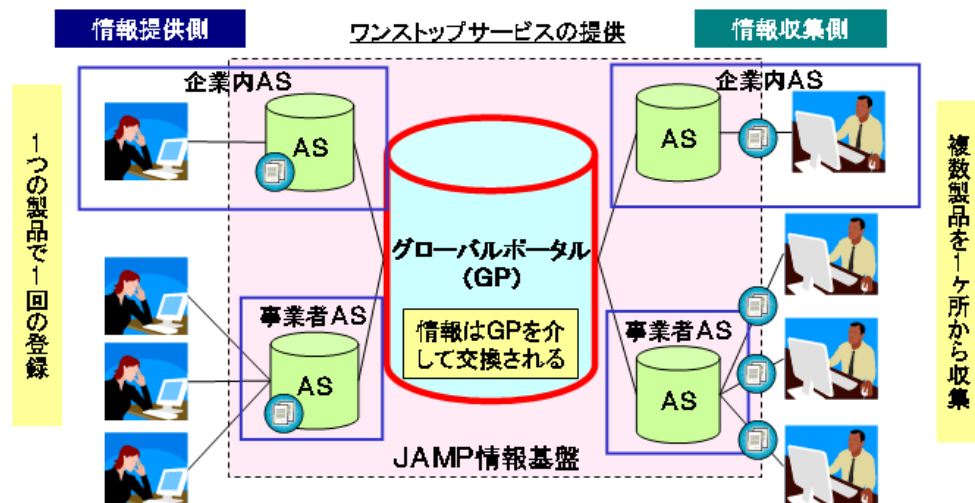 情報提供側
ワンストップサービスの提供
情報収集側
企業内AS
企業内AS
AS
AS
1つの製品で1回の登録
複数製品を1ヶ所から収集
グローバルポータル
(GP)
事業者AS
情報はGPを介
して交換される
事業者AS
AS
AS
JAMP情報基盤